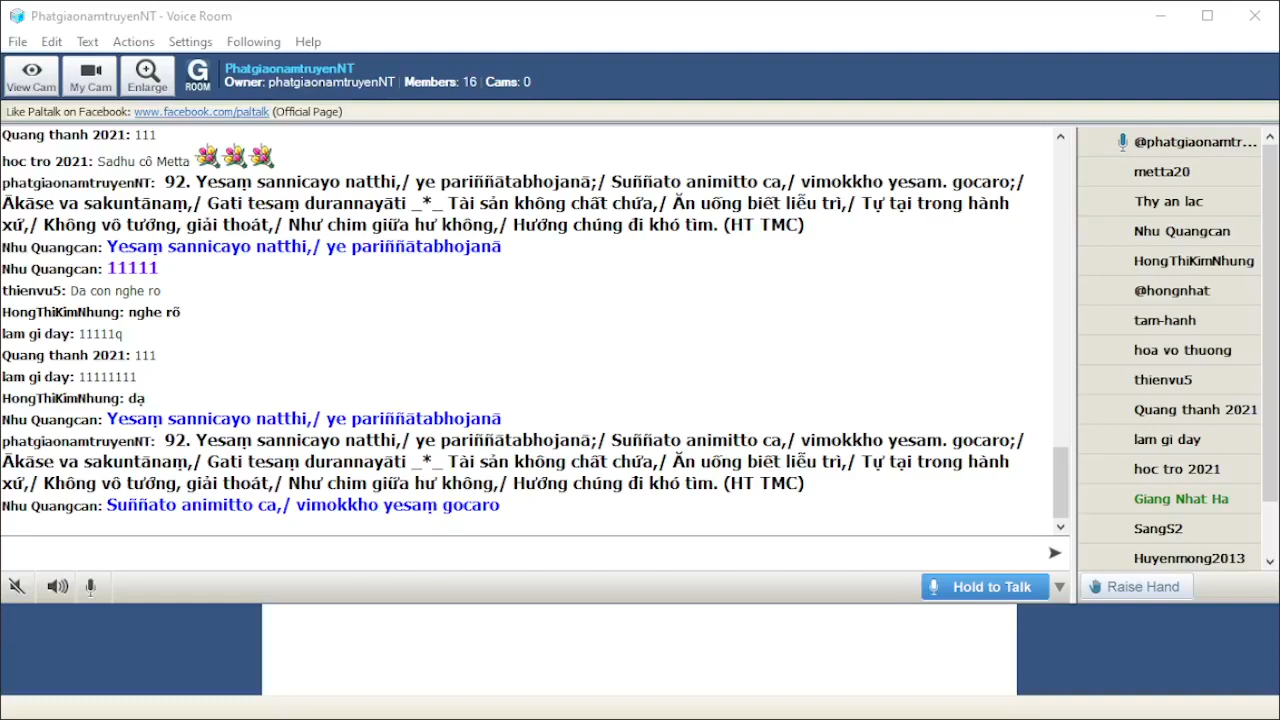 PhatgiaonamtruyenNT - Voice Room
File Edit Text Actions Settings Following Help
View Cam My Cam Enlarge G ROOM
PhatgiaonamtruyenNT
Owner: phatgiaonamtruyenNT | Members: 16 | Cams: 0
Like Paltalk on Facebook: www.facebook.com/paltalk (Official Page)
Quang thanh 2021: 111
hoc tro 2021: Sadhu cô Metta
phatgiaonamtruyenNT: 92. Yesaṃ sannicayo natthi,/ ye pariññātabhojanā;/ Suññato animitto ca,/ vimokkho yesam. gocaro;/
Ākāse va sakuntānaṃ,/ Gati tesaṃ durannayāti _*_ Tài sản không chất chứa,/ Ăn uống biết liễu tri,/ Tự tại trong hành
xứ,/ Không vô tướng, giải thoát,/ Như chim giữa hư không,/ Hướng chúng đi khó tìm. (HT TMC)
Nhu Quangcan: Yesaṃ sannicayo natthi,/ ye pariññātabhojanā
Nhu Quangcan: 11111
thienvu5: Da con nghe ro
HongThiKimNhung: nghe rõ
lam gi day: 11111q
Quang thanh 2021: 111
lam gi day: 11111111
HongThiKimNhung: dạ
Nhu Quangcan: Yesaṃ sannicayo natthi,/ ye pariññātabhojanā
phatgiaonamtruyenNT: 92. Yesaṃ sannicayo natthi,/ ye pariññātabhojanā;/ Suññato animitto ca,/ vimokkho yesam. gocaro;/
Ākāse va sakuntānaṃ,/ Gati tesaṃ durannayāti _*_ Tài sản không chất chứa,/ Ăn uống biết liễu tri,/ Tự tại trong hành
xứ,/ Không vô tướng, giải thoát,/ Như chim giữa hư không,/ Hướng chúng đi khó tìm. (HT TMC)
Nhu Quangcan: Suññato animitto ca,/ vimokkho yesaṃ gocaro
Hold to Talk
@phatgiaonamtr...
metta20
Thy an lac
Nhu Quangcan
HongThiKimNhung
@hongnhat
tam-hanh
hoa vo thuong
thienvu5
Quang thanh 2021
lam gi day
hoc tro 2021
Giang Nhat Ha
SangS2
Huyenmong2013
Raise Hand